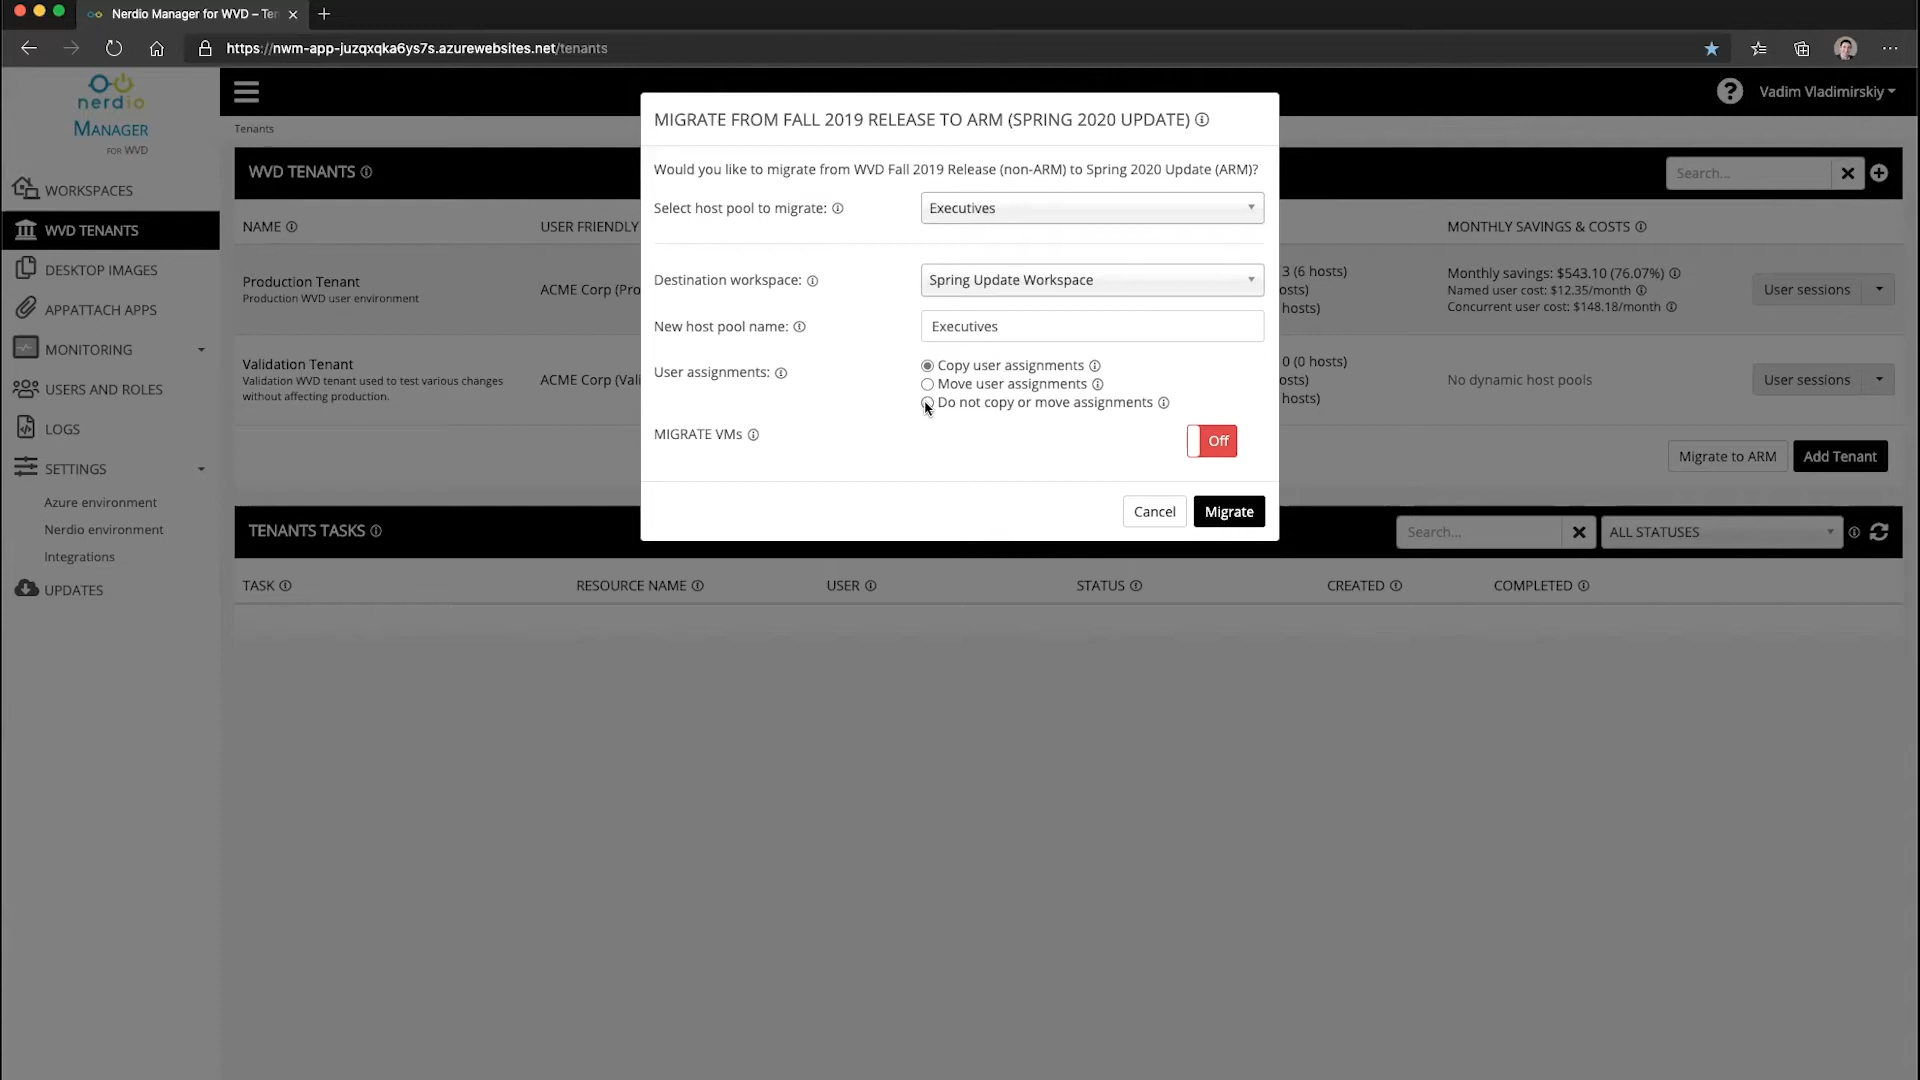 Nerdio Manager for WVD – Ter
https://nwm-app-juzqxqka6ys7s.azurewebsites.net/tenants
nerdio
MANAGER
FOR WVD
WORKSPACES
WVD TENANTS
DESKTOP IMAGES
APPATTACH APPS
MONITORING
USERS AND ROLES
LOGS
SETTINGS
Azure environment
Nerdio environment
Integrations
UPDATES
Vadim Vladimirskiy
Tenants
WVD TENANTS
Search...
NAME
USER FRIENDLY
MONTHLY SAVINGS & COSTS
Production Tenant
Production WVD user environment
ACME Corp (Pro
3 (6 hosts)
osts)
hosts)
Monthly savings: $543.10 (76.07%)
Named user cost: $12.35/month
Concurrent user cost: $148.18/month
User sessions
Validation Tenant
Validation WVD tenant used to test various changes
without affecting production.
ACME Corp (Vali
0 (0 hosts)
osts)
hosts)
No dynamic host pools
User sessions
Migrate to ARM
Add Tenant
MIGRATE FROM FALL 2019 RELEASE TO ARM (SPRING 2020 UPDATE)
Would you like to migrate from WVD Fall 2019 Release (non-ARM) to Spring 2020 Update (ARM)?
Select host pool to migrate:
Executives
Destination workspace:
Spring Update Workspace
New host pool name:
Executives
User assignments:
Copy user assignments
Move user assignments
Do not copy or move assignments
MIGRATE VMs
Off
Cancel
Migrate
TENANTS TASKS
Search...
ALL STATUSES
TASK
RESOURCE NAME
USER
STATUS
CREATED
COMPLETED